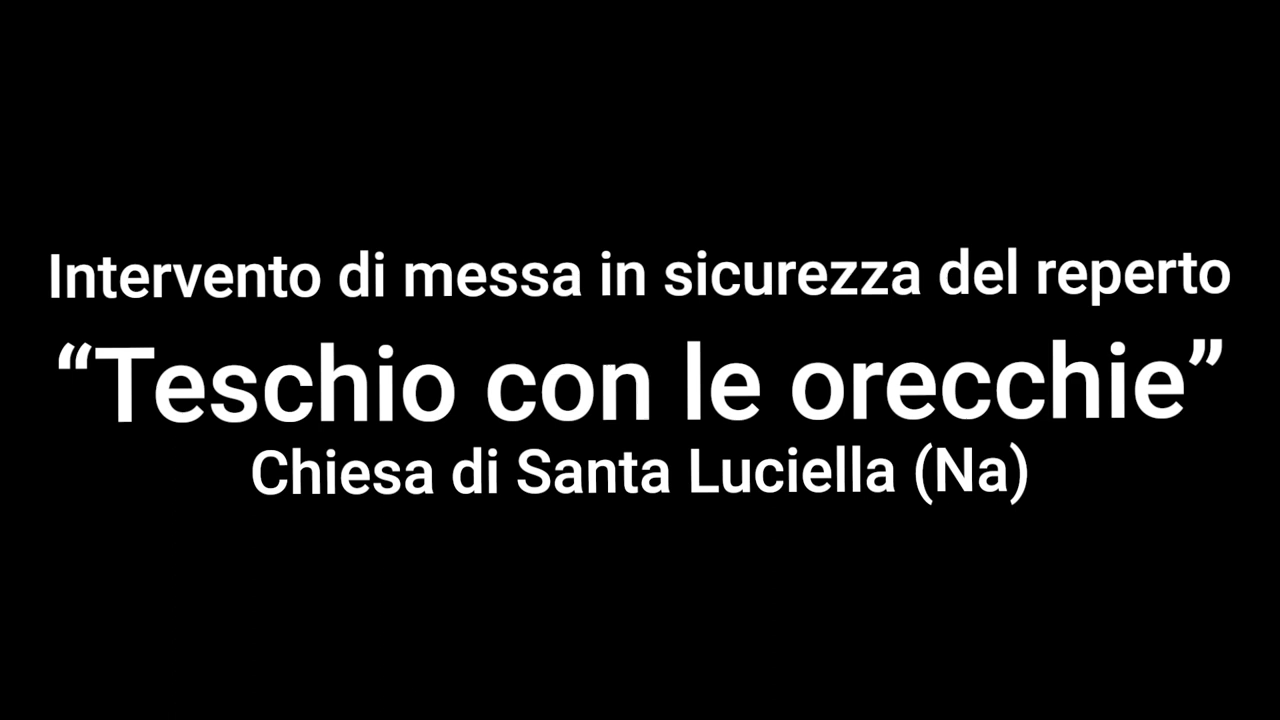 Intervento di messa in sicurezza del reperto
“Teschio con le orecchie”
Chiesa di Santa Luciella (Na)